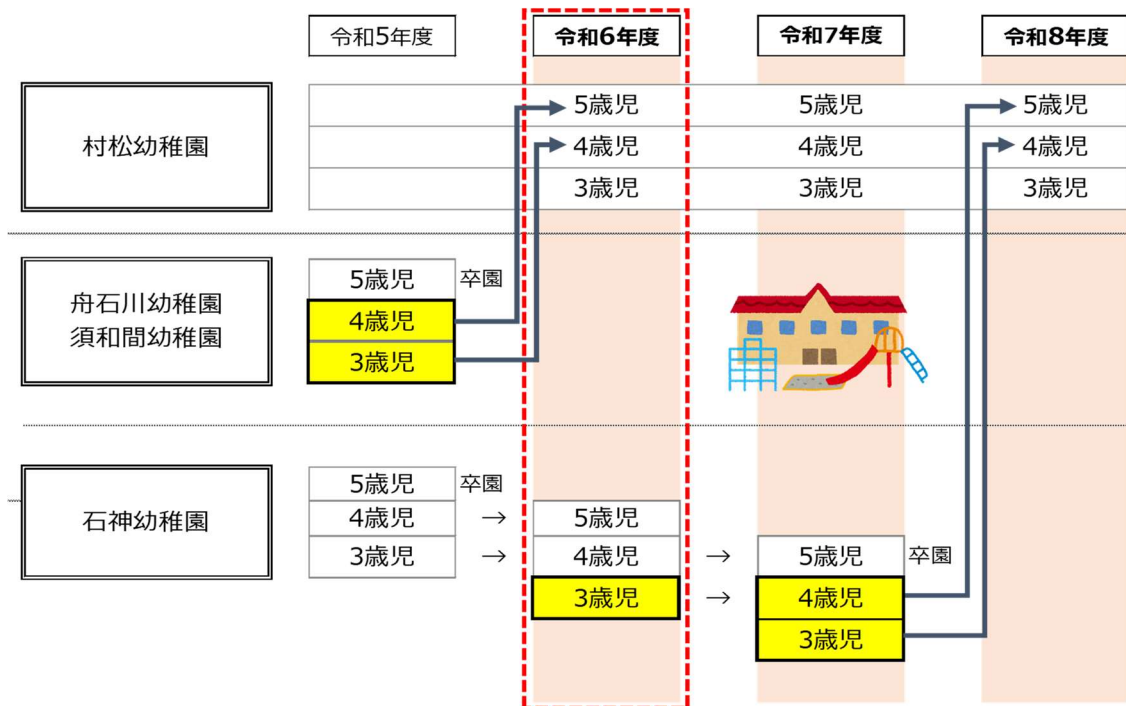 令和5年度
令和6年度
令和7年度
令和8年度
村松幼稚園
5歳児
5歳児
5歳児
4歳児
4歳児
4歳児
3歳児
3歳児
3歳児
舟石川幼稚園
須和間幼稚園
5歳児 卒園
4歳児
3歳児
石神幼稚園
5歳児 卒園
4歳児 → 5歳児
3歳児 → 4歳児 → 5歳児 卒園
3歳児 → 4歳児
3歳児